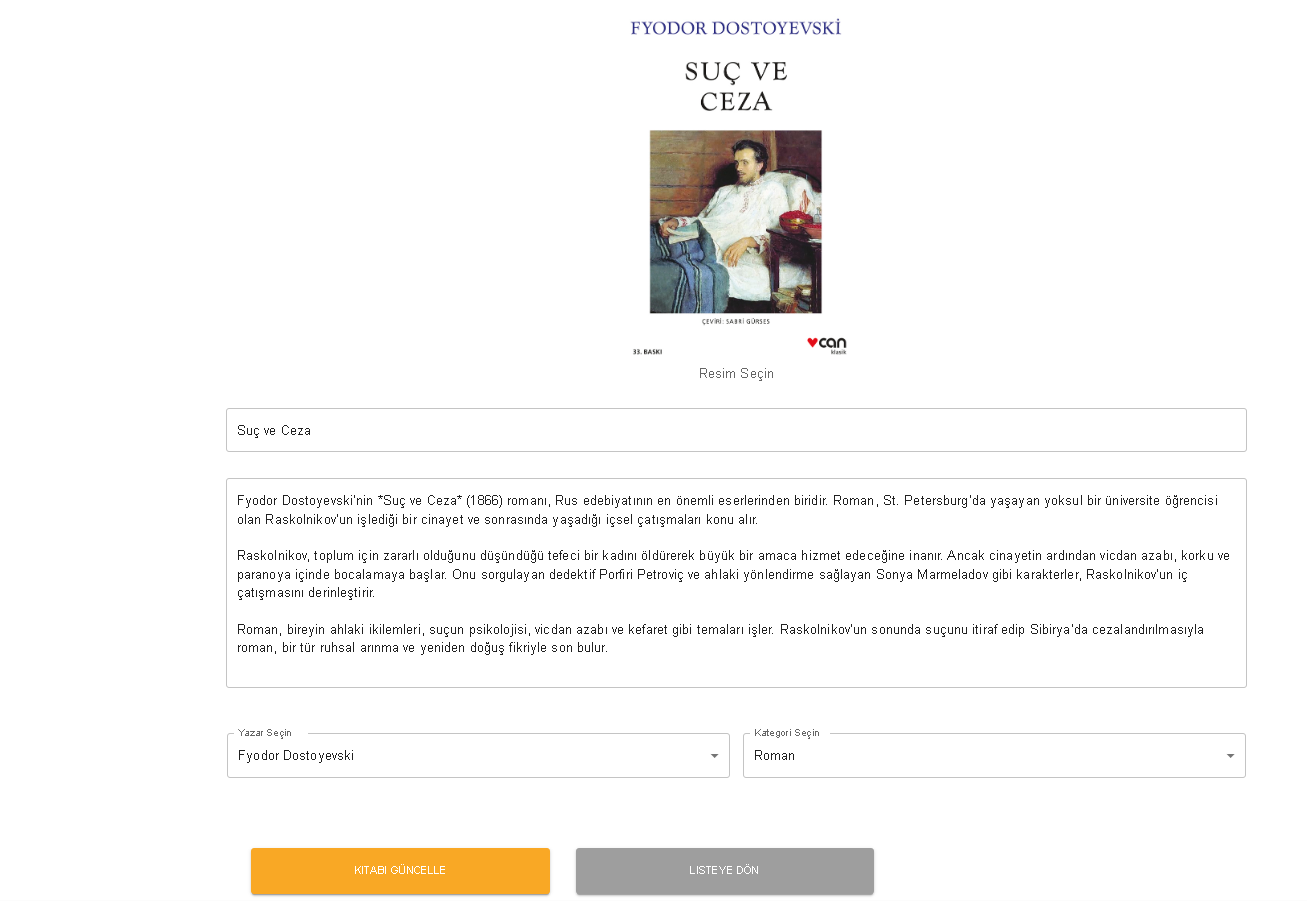 FYODOR DOSTOYEVSKİ
SUÇ VE
CEZA
ÇEVİRİ: SABRİ GÜRSES
33. BASKI
can
klasik
Resim Seçin
Suç ve Ceza
Fyodor Dostoyevski'nin *Suç ve Ceza* (1866) romanı, Rus edebiyatının en önemli eserlerinden biridir. Roman, St. Petersburg'da yaşayan yoksul bir üniversite öğrencisi
olan Raskolnikov'un işlediği bir cinayet ve sonrasında yaşadığı içsel çatışmaları konu alır.
Raskolnikov, toplum için zararlı olduğunu düşündüğü tefeci bir kadını öldürerek büyük bir amaca hizmet edeceğine inanır. Ancak cinayetin ardından vicdan azabı, korku ve
paranoya içinde bocalamaya başlar. Onu sorgulayan dedektif Porfiri Petroviç ve ahlaki yönlendirme sağlayan Sonya Marmeladov gibi karakterler, Raskolnikov'un iç
çatışmasını derinleştirir.
Roman, bireyin ahlaki ikilemleri, suçun psikolojisi, vicdan azabı ve kefaret gibi temaları işler. Raskolnikov'un sonunda suçunu itiraf edip Sibirya'da cezalandırılmasıyla
roman, bir tür ruhsal arınma ve yeniden doğuş fikriyle son bulur.
Yazar Seçin
Fyodor Dostoyevski
Kategori Seçin
Roman
KITABI GÜNCELLE
LISTEYE DÖN